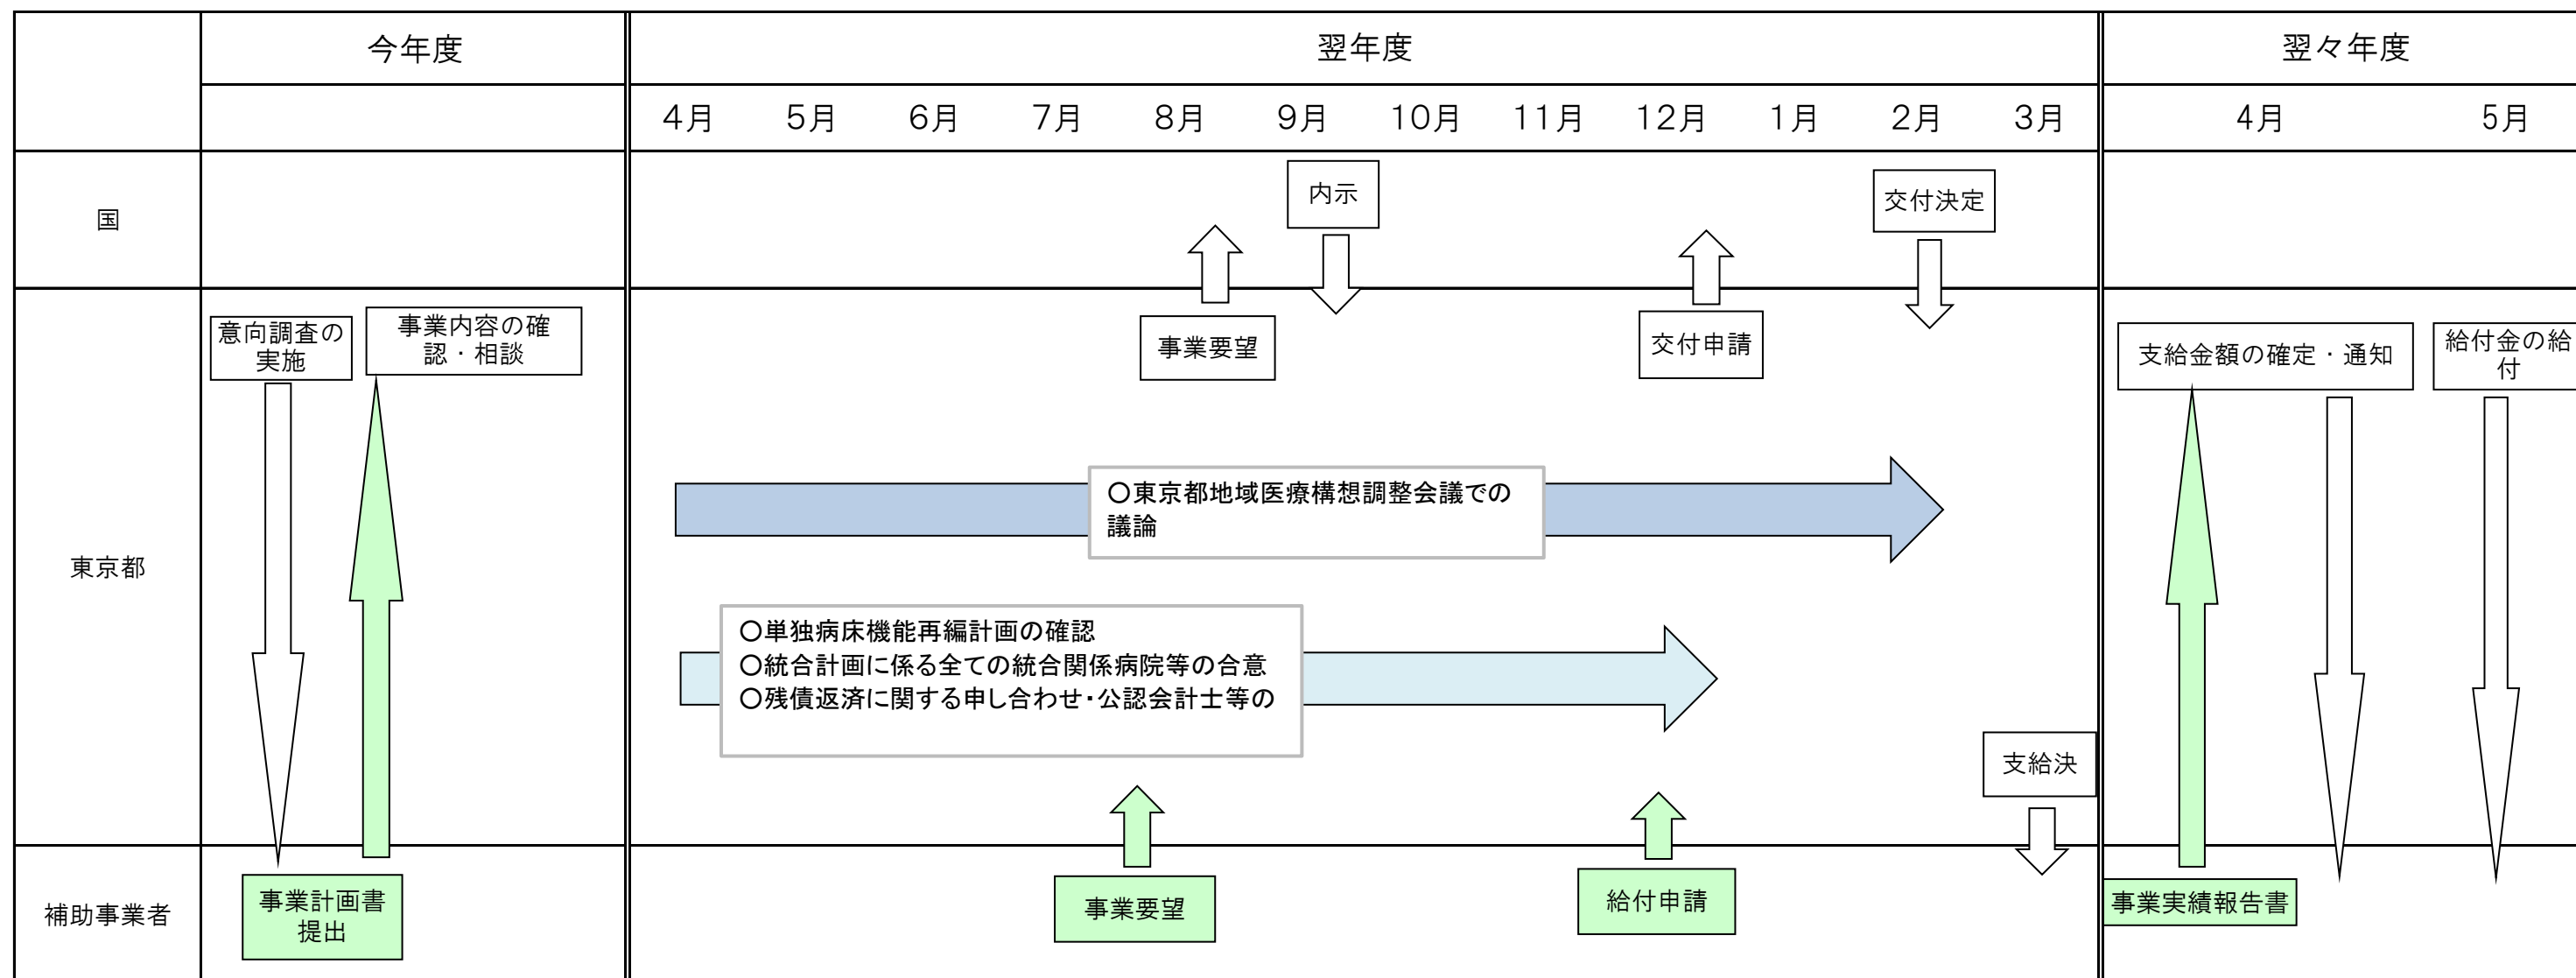 今年度
翌年度
翌々年度
4月
5月
6月
7月
8月
9月
10月
11月
12月
1月
2月
3月
4月
5月
国
内示
交付決定
東京都
意向調査の
実施
事業内容の確
認・相談
事業要望
交付申請
支給金額の確定・通知
給付金の給
付
〇東京都地域医療構想調整会議での
議論
〇単独病床機能再編計画の確認
〇統合計画に係る全ての統合関係病院等の合意
〇残債返済に関する申し合わせ・公認会計士等の
支給決
補助事業者
事業計画書
提出
事業要望
給付申請
事業実績報告書